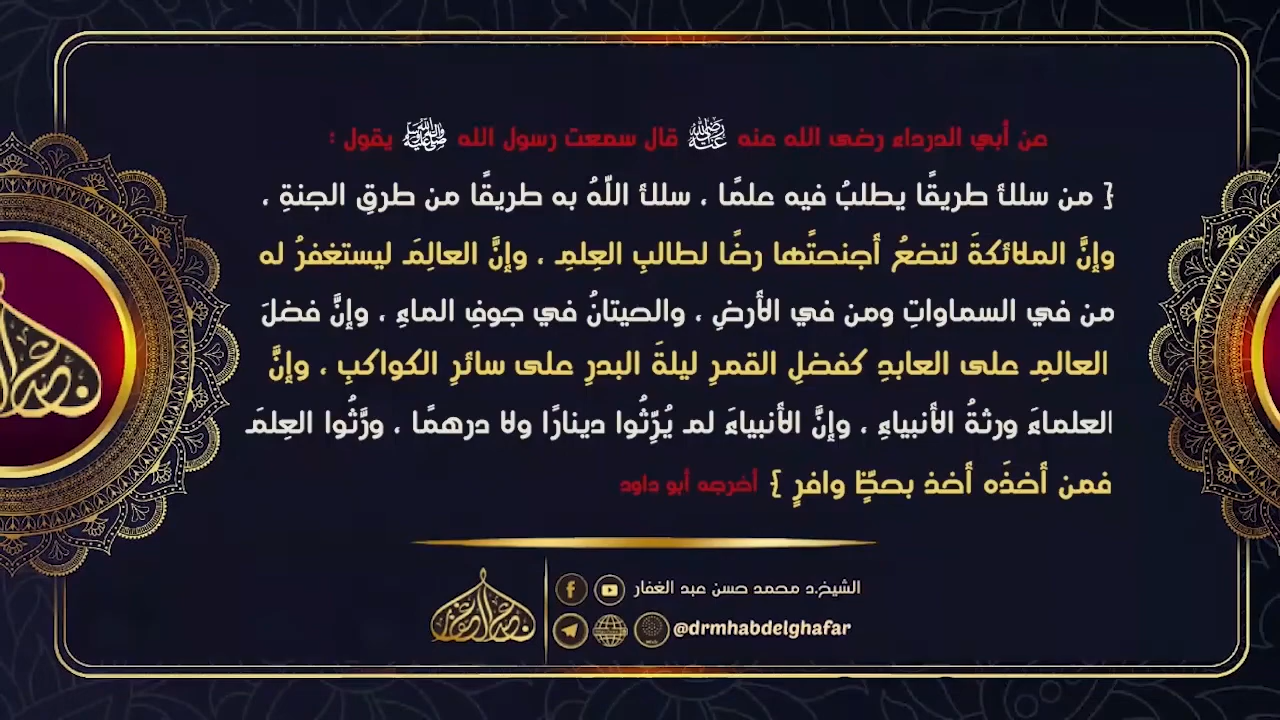 من أبي الدرداء رضى الله عنه ﵁ قال سمعت رسول الله ﷺ يقول :
{ من سلك طريقًا يطلبُ فيه علمًا ، سلك اللّهُ به طريقًا من طرقِ الجنةِ ،
وإنَّ الملائكةَ لتضعُ أجنحتَها رضًا لطالبِ العِلمِ ، وإنَّ العالِمَ ليستغفرُ له
من في السماواتِ ومن في الأرضِ ، والحيتانُ في جوفِ الماءِ ، وإنَّ فضلَ
العالمِ على العابدِ كفضلِ القمرِ ليلةَ البدرِ على سائرِ الكواكبِ ، وإنَّ
العلماءَ ورثةُ الأنبياءِ ، وإنَّ الأنبياءَ لم يُرِّثُوا دينارًا ولا درهمًا ، ورَّثُوا العِلمَ
فمن أخذَه أخذ بحظٍّ وافرٍ } أخرجه أبو داود
الشيخ.د محمد حسن عبد الغفار
@drmhabdelghafar